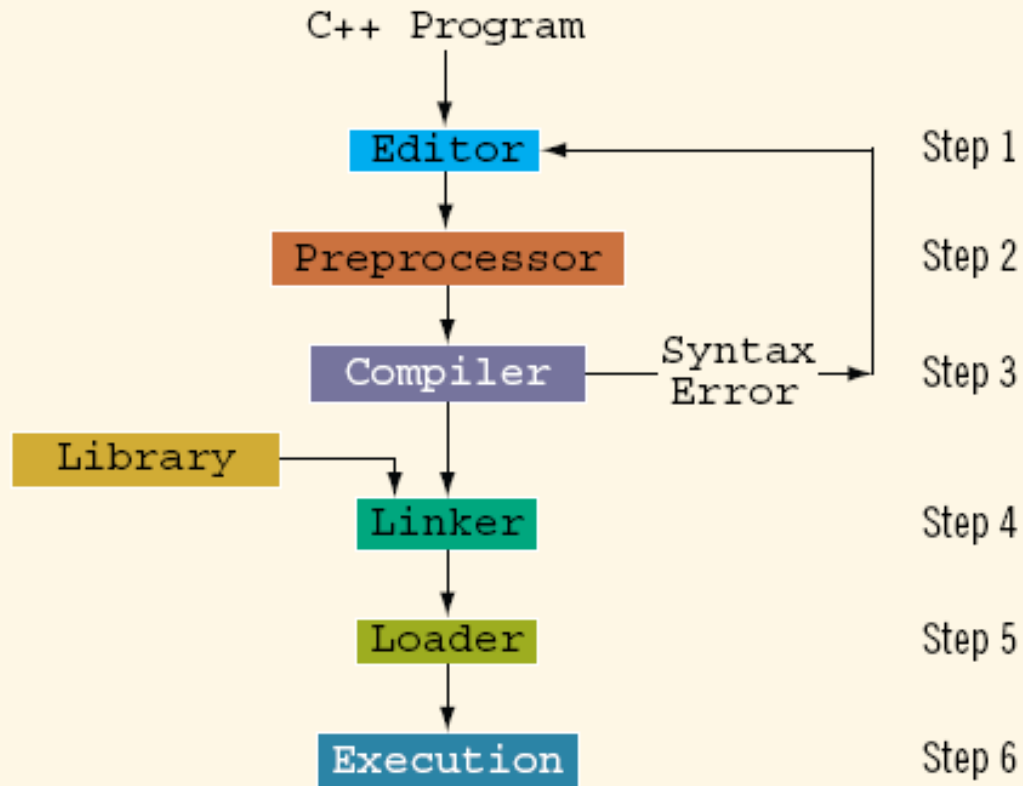 C++ Program
Editor
Step 1
Preprocessor
Step 2
Compiler
Syntax
Error
Step 3
Library
Linker
Step 4
Loader
Step 5
Execution
Step 6